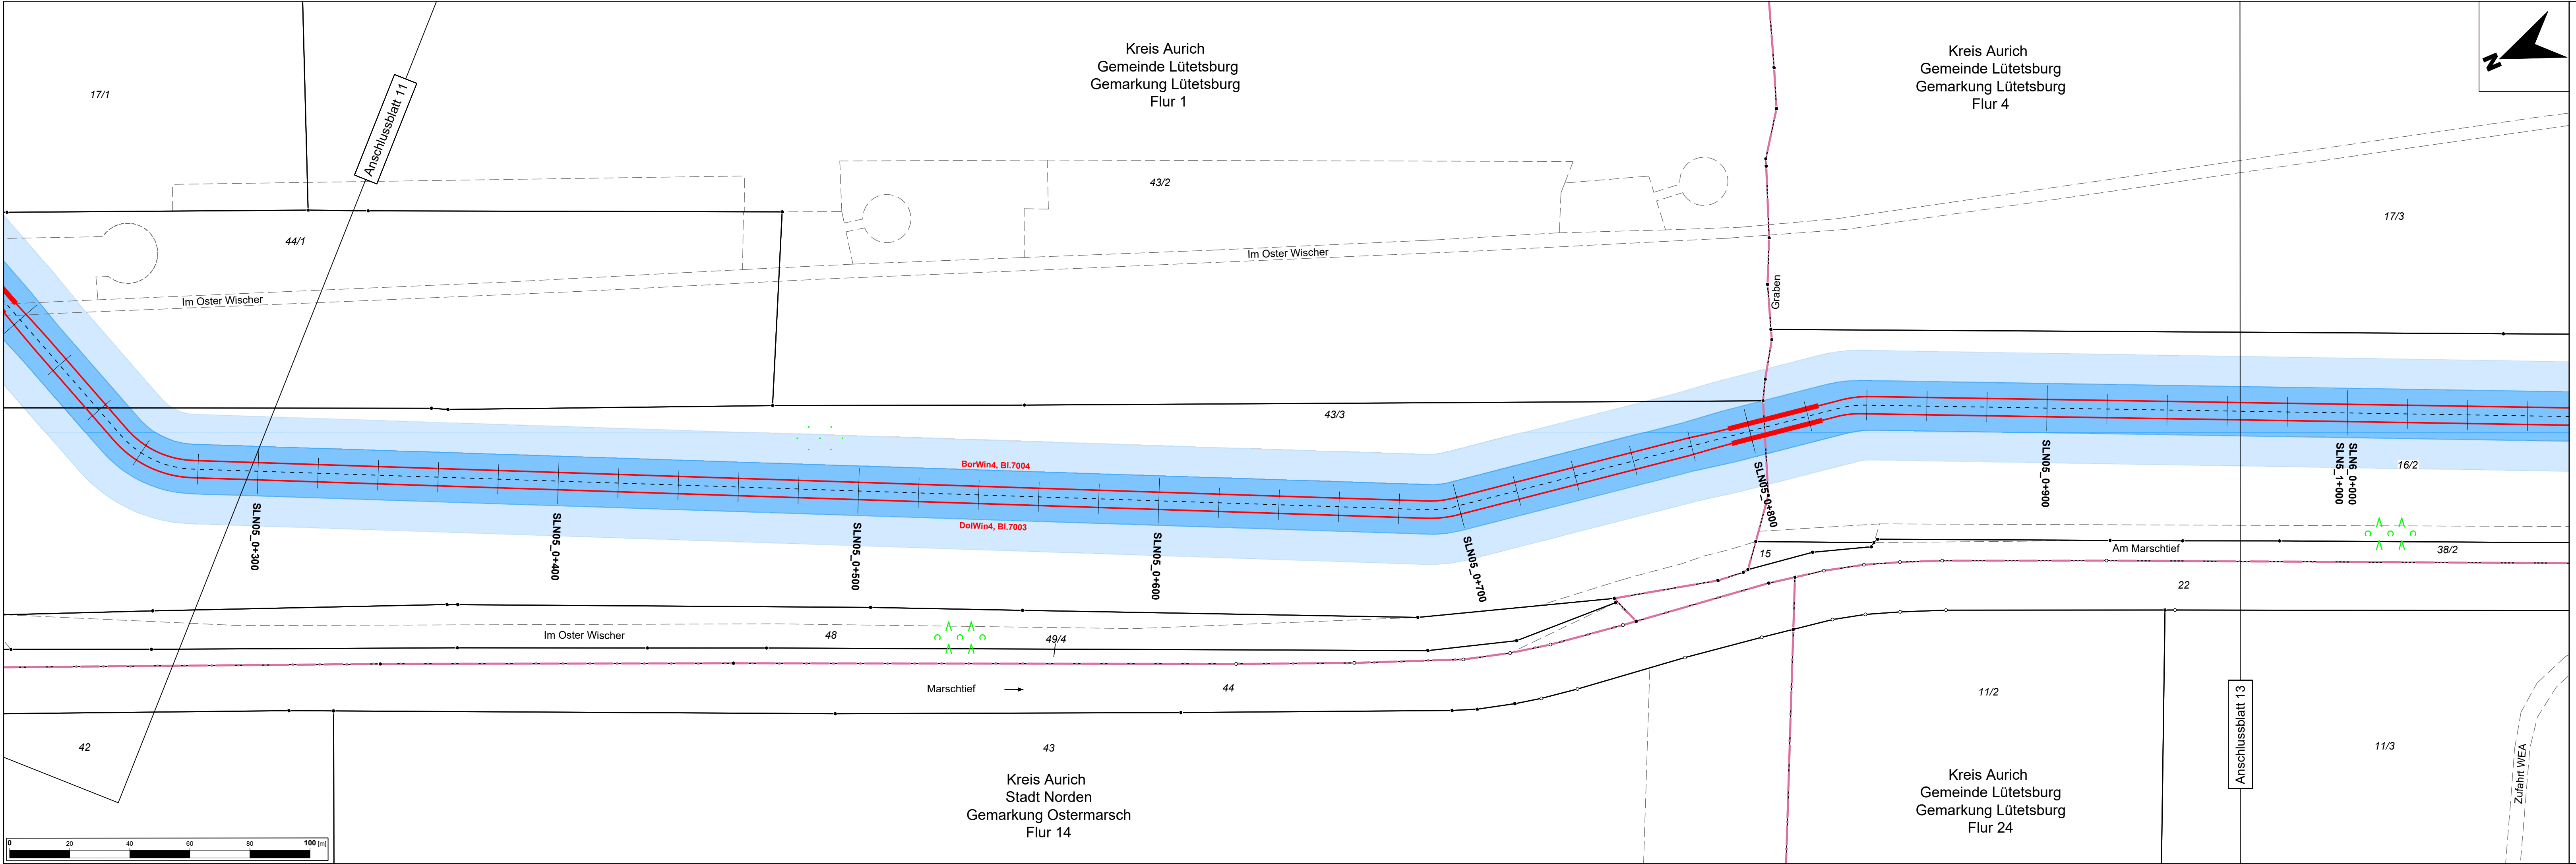 Kreis Aurich
Gemeinde Lütetsburg
Gemarkung Lütetsburg
Flur 1
Kreis Aurich
Gemeinde Lütetsburg
Gemarkung Lütetsburg
Flur 4
N
17/1
Anschlussblatt 11
43/2
17/3
44/1
Im Oster Wischer
Im Oster Wischer
Graben
43/3
BorWin4, Bl.7004
DolWin4, Bl.7003
16/2
SLN05_0+300
SLN05_0+400
SLN05_0+500
SLN05_0+600
SLN05_0+700
SLN05_0+800
SLN05_0+900
SLN6_0+000
SLN5_1+000
15
Am Marschtief
38/2
22
Im Oster Wischer
48
49/4
Marschtief
44
11/2
Anschlussblatt 13
42
43
11/3
Zufahrt WEA
Kreis Aurich
Stadt Norden
Gemarkung Ostermarsch
Flur 14
Kreis Aurich
Gemeinde Lütetsburg
Gemarkung Lütetsburg
Flur 24
0 20 40 60 80 100 [m]